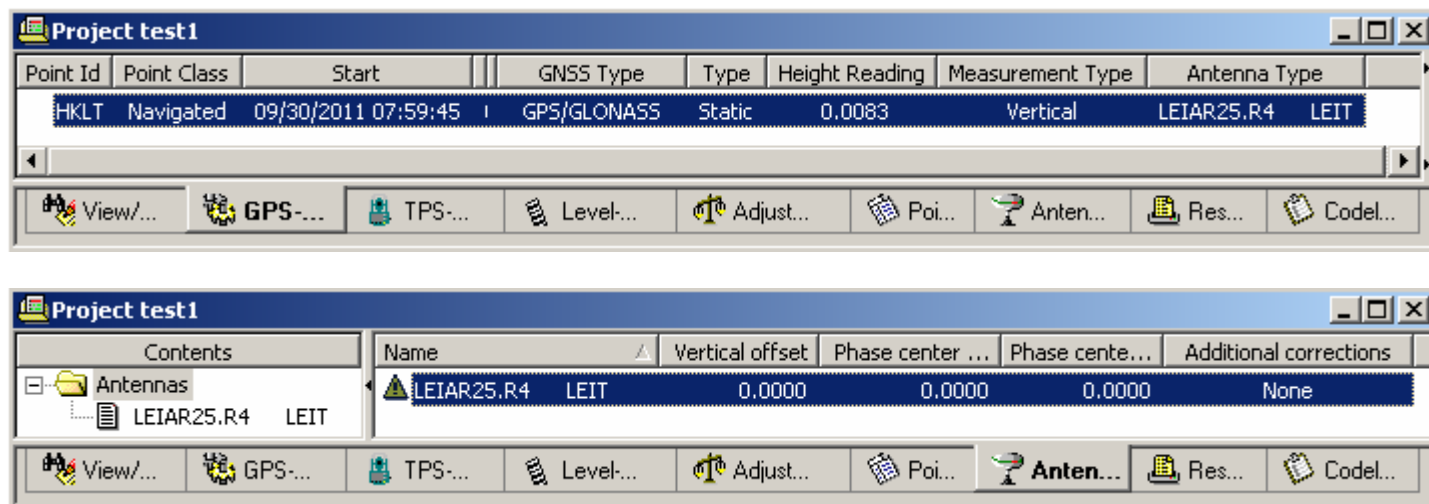 Project test1
Point Id Point Class Start GNSS Type Type Height Reading Measurement Type Antenna Type
HKLT Navigated 09/30/2011 07:59:45 GPS/GLONASS Static 0.0083 Vertical LEIAR25.R4 LEIT
View/... GPS-... TPS-... Level-... Adjust... Poi... Anten... Res... Codel...
Project test1
Contents Name Vertical offset Phase center ... Phase cente... Additional corrections
Antennas LEIAR25.R4 LEIT 0.0000 0.0000 0.0000 None
LEIAR25.R4 LEIT
View/... GPS-... TPS-... Level-... Adjust... Poi... Anten... Res... Codel...